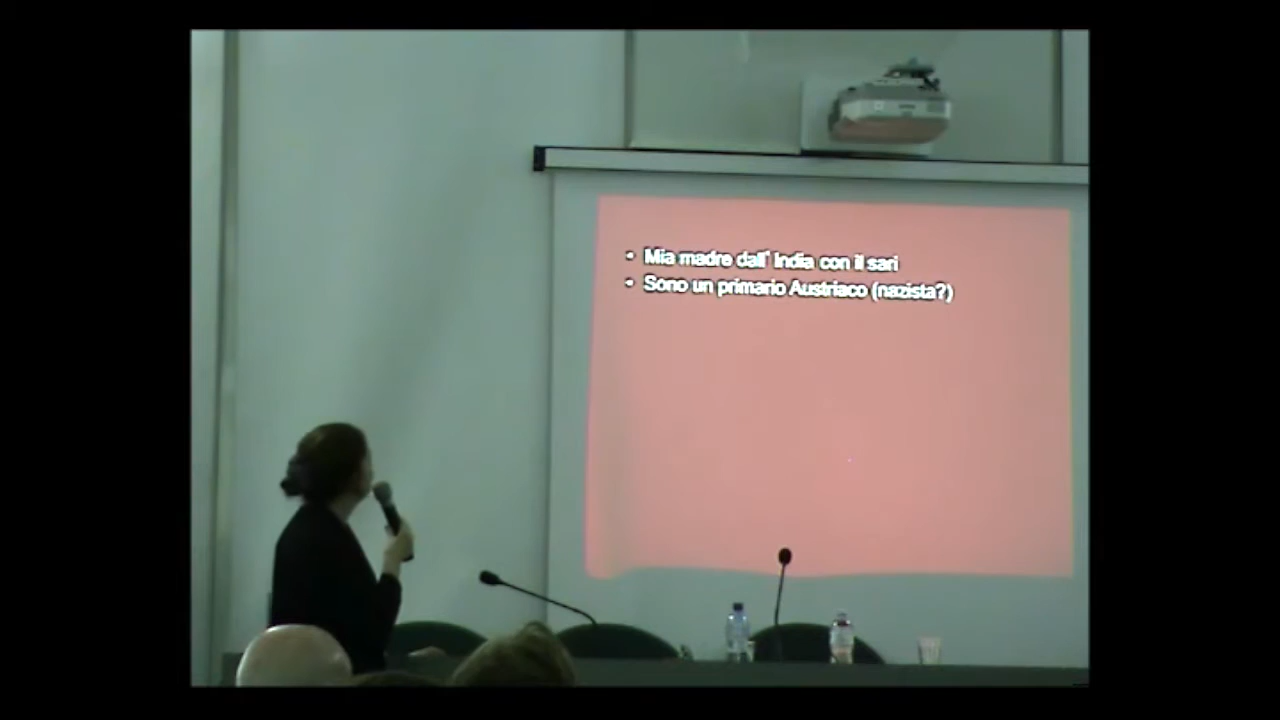 • Mia madre dall' India con il sari
• Sono un primario Austriaco (nazista?)